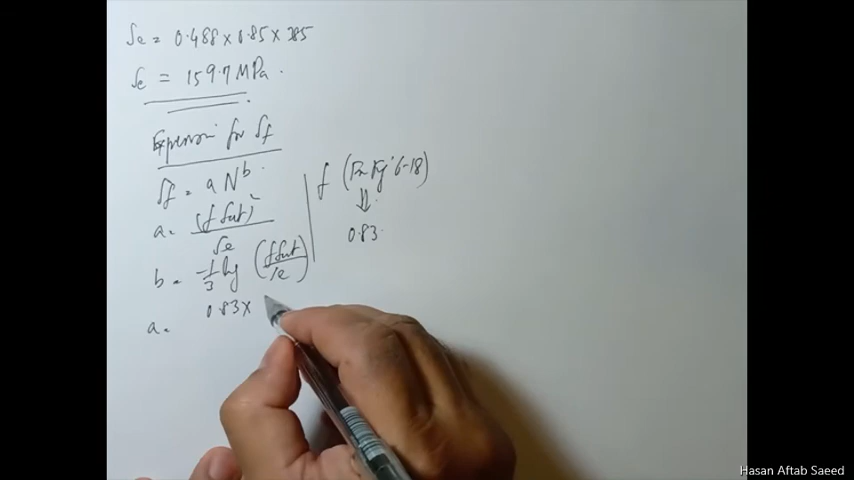 Se = 0.488 x 0.85 x 385
Se = 159.7 MPa.
Expression for Sf
Sf = a N^b
a = (f Sut)^2 / Se
b = -1/3 log (f Sut / Se)
f (Fr Fig 6-18)
⇓
0.83
a = 0.83 x
Hasan Aftab Saeed